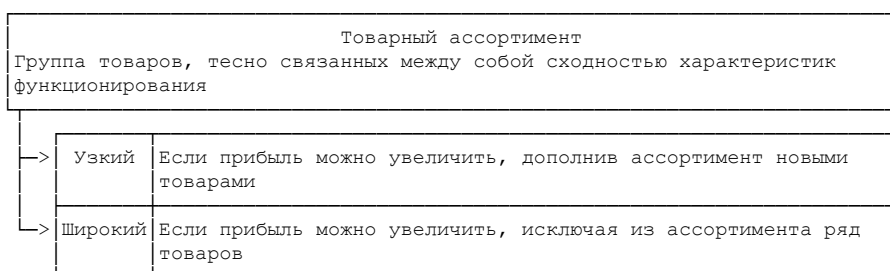 Товарный ассортимент
Группа товаров, тесно связанных между собой сходностью характеристик
функционирования
Узкий Если прибыль можно увеличить, дополнив ассортимент новыми
товарами
Широкий Если прибыль можно увеличить, исключая из ассортимента ряд
товаров